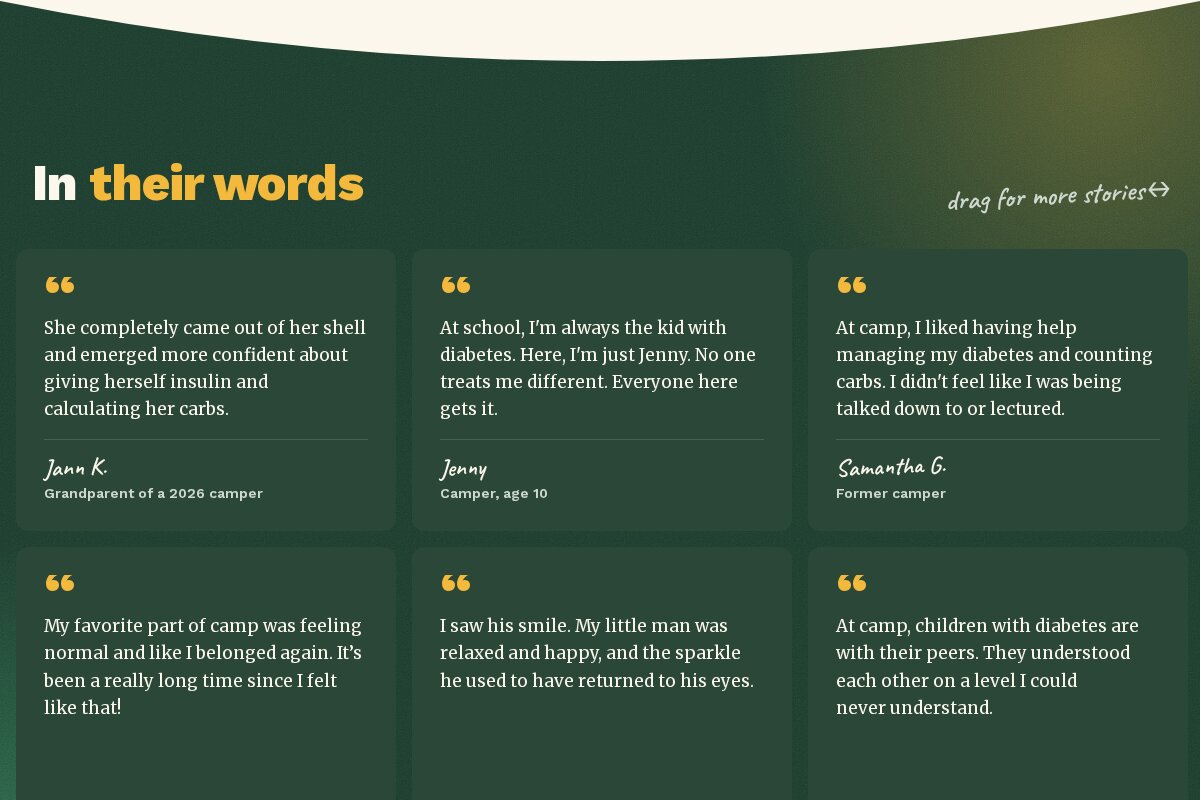 In their words
drag for more stories↔
“
She completely came out of her shell
and emerged more confident about
giving herself insulin and
calculating her carbs.
Jann K.
Grandparent of a 2026 camper
“
At school, I'm always the kid with
diabetes. Here, I'm just Jenny. No one
treats me different. Everyone here
gets it.
Jenny
Camper, age 10
“
At camp, I liked having help
managing my diabetes and counting
carbs. I didn't feel like I was being
talked down to or lectured.
Samantha G.
Former camper
“
My favorite part of camp was feeling
normal and like I belonged again. It’s
been a really long time since I felt
like that!
“
I saw his smile. My little man was
relaxed and happy, and the sparkle
he used to have returned to his eyes.
“
At camp, children with diabetes are
with their peers. They understood
each other on a level I could
never understand.